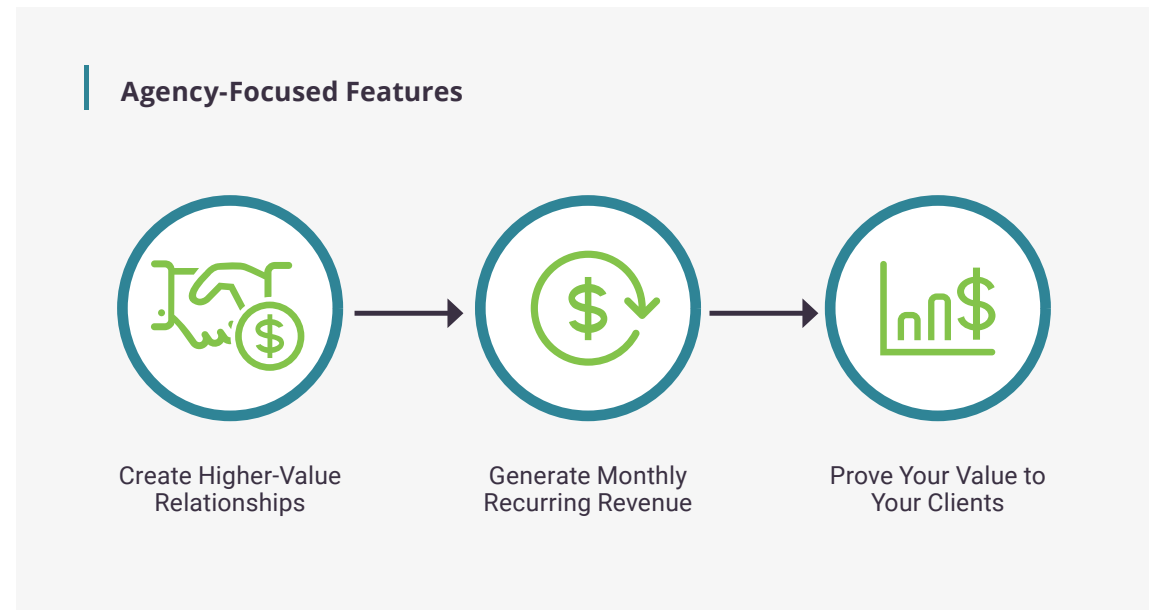 Agency-Focused Features
$
$
$
Create Higher-Value
Relationships
Generate Monthly
Recurring Revenue
Prove Your Value to
Your Clients